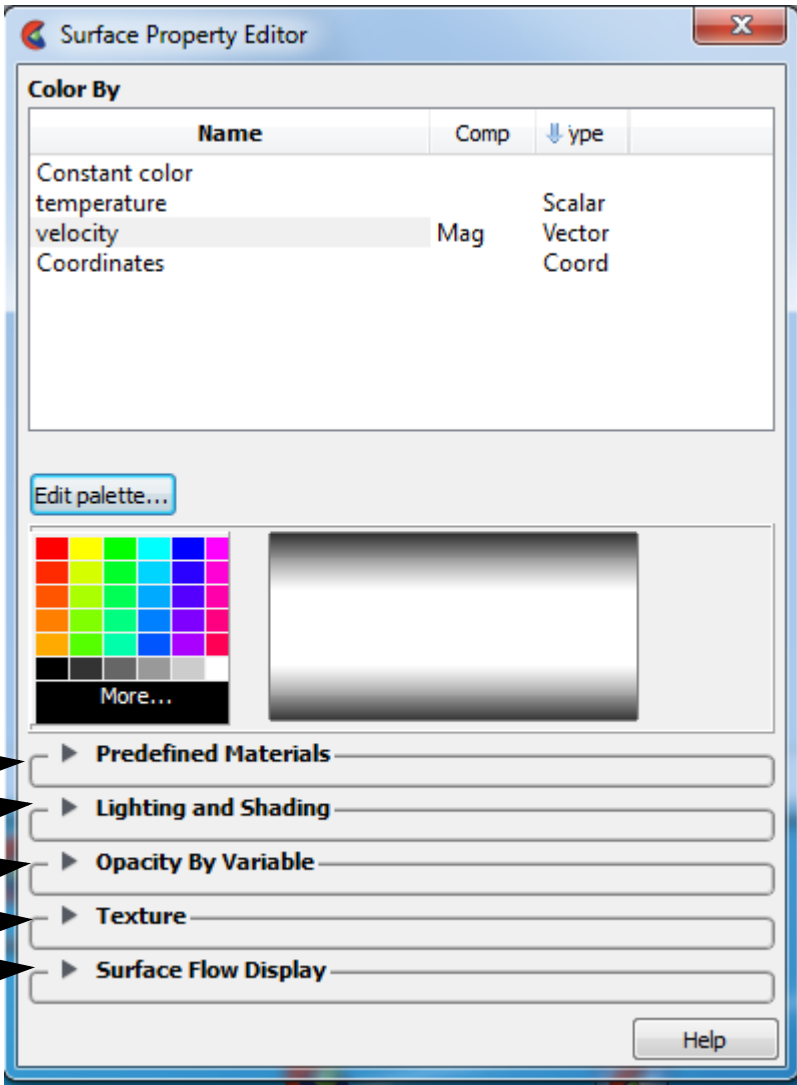 Surface Property Editor
Color By
Name Comp ype
Constant color
temperature Scalar
velocity Mag Vector
Coordinates Coord
Edit palette...
More...
Predefined Materials
Lighting and Shading
Opacity By Variable
Texture
Surface Flow Display
Help